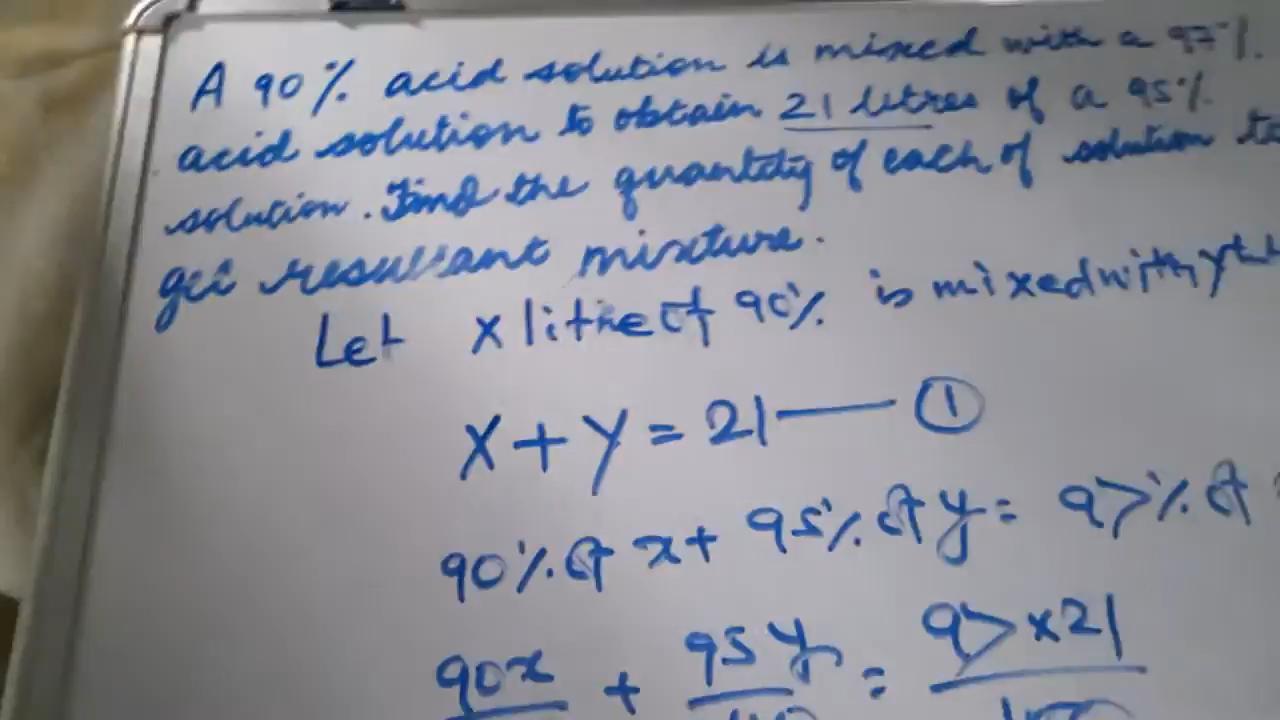 A 90% acid solution is mixed with a 97%
acid solution to obtain 21 litres of a 95%
solution. Find the quantity of each of solution to
get resultant mixture.
Let x litre of 90% is mixed with y
x + y = 21 — ①
90% of x + 95% of y = 97% of
90x + 95y = 97 x 21